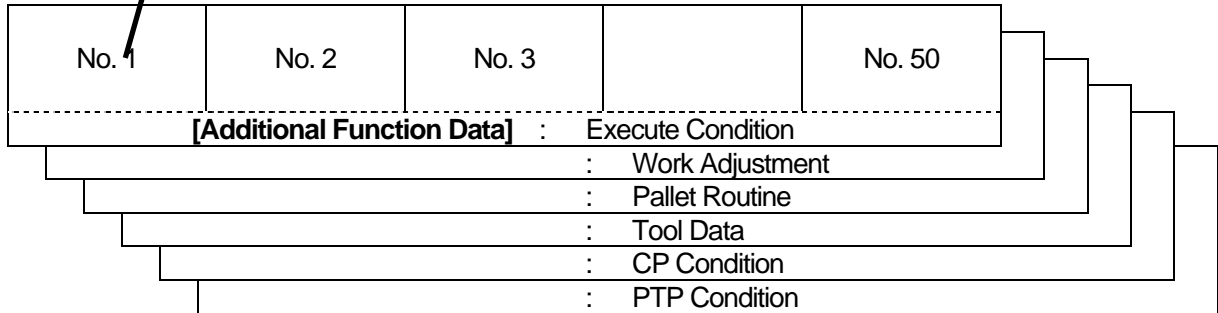 No. 1 No. 2 No. 3 No. 50
[Additional Function Data] : Execute Condition
: Work Adjustment
: Pallet Routine
: Tool Data
: CP Condition
: PTP Condition